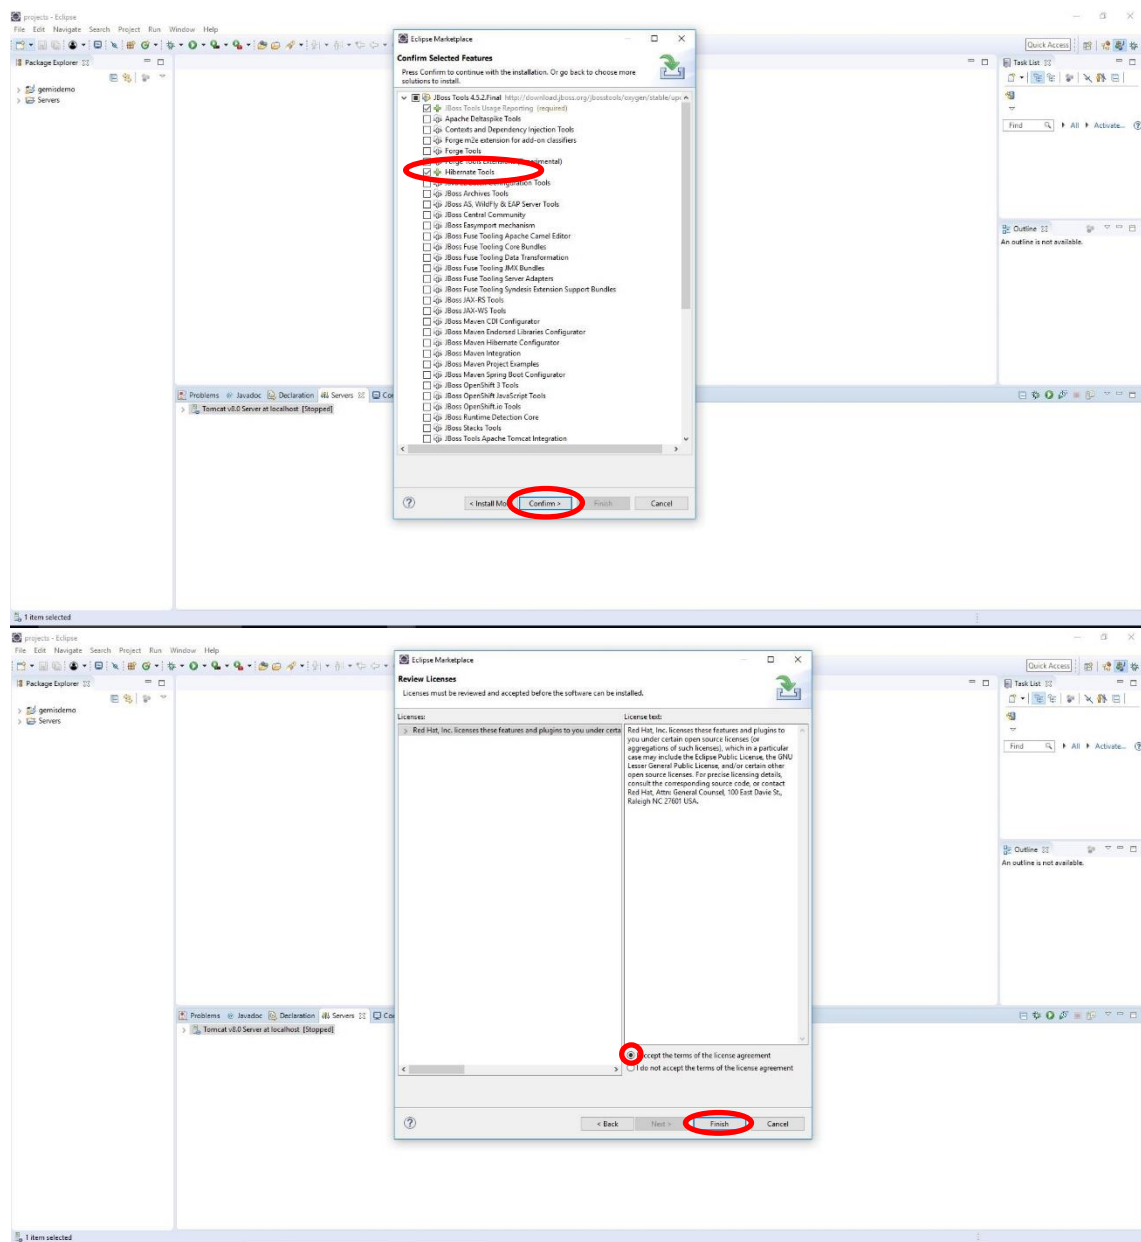 projects - Eclipse
File Edit Navigate Search Project Run Window Help
Quick Access
Package Explorer
gemisdemo
Servers
Eclipse Marketplace
Confirm Selected Features
Press Confirm to continue with the installation. Or go back to choose more
solutions to install.
JBoss Tools 4.5.2.Final http://download.jboss.org/jbosstools/oxygen/stable/up
JBoss Tools Usage Reporting (required)
Apache Deltaspike Tools
Contexts and Dependency Injection Tools
Forge m2e extension for add-on classifiers
Forge Tools
Hibernate Tools
JBoss Archives Tools
JBoss AS, WildFly & EAP Server Tools
JBoss Central Community
JBoss Easymport mechanism
JBoss Fuse Tooling Apache Camel Editor
JBoss Fuse Tooling Core Bundles
JBoss Fuse Tooling Data Transformation
JBoss Fuse Tooling JMX Bundles
JBoss Fuse Tooling Server Adapters
JBoss Fuse Tooling Syndesis Extension Support Bundles
JBoss JAX-RS Tools
JBoss JAX-WS Tools
JBoss Maven CDI Configurator
JBoss Maven Endorsed Libraries Configurator
JBoss Maven Hibernate Configurator
JBoss Maven Integration
JBoss Maven Project Examples
JBoss Maven Spring Boot Configurator
JBoss OpenShift 3 Tools
JBoss OpenShift JavaScript Tools
JBoss OpenShift.io Tools
JBoss Runtime Detection Core
JBoss Stacks Tools
JBoss Tools Apache Tomcat Integration
< Install Mo
Confirm >
Finish
Cancel
Task List
Find
All
Activate...
Outline
An outline is not available.
Problems
Javadoc
Declaration
Servers
Co
Tomcat v8.0 Server at localhost [Stopped]
1 item selected
projects - Eclipse
File Edit Navigate Search Project Run Window Help
Quick Access
Package Explorer
gemisdemo
Servers
Eclipse Marketplace
Review Licenses
Licenses must be reviewed and accepted before the software can be installed.
Licenses:
Red Hat, Inc. licenses these features and plugins to you under certa
License text:
Red Hat, Inc. licenses these features and plugins to
you under certain open source licenses (or
aggregations of such licenses), which in a particular
case may include the Eclipse Public License, the GNU
Lesser General Public License, and/or certain other
open source licenses. For precise licensing details,
consult the corresponding source code, or contact
Red Hat, Attn: General Counsel, 100 East Davie St.,
Raleigh NC 27601 USA.
accept the terms of the license agreement
I do not accept the terms of the license agreement
< Back
Next >
Finish
Cancel
Task List
Find
All
Activate...
Outline
An outline is not available.
Problems
Javadoc
Declaration
Servers
Co
Tomcat v8.0 Server at localhost [Stopped]
1 item selected